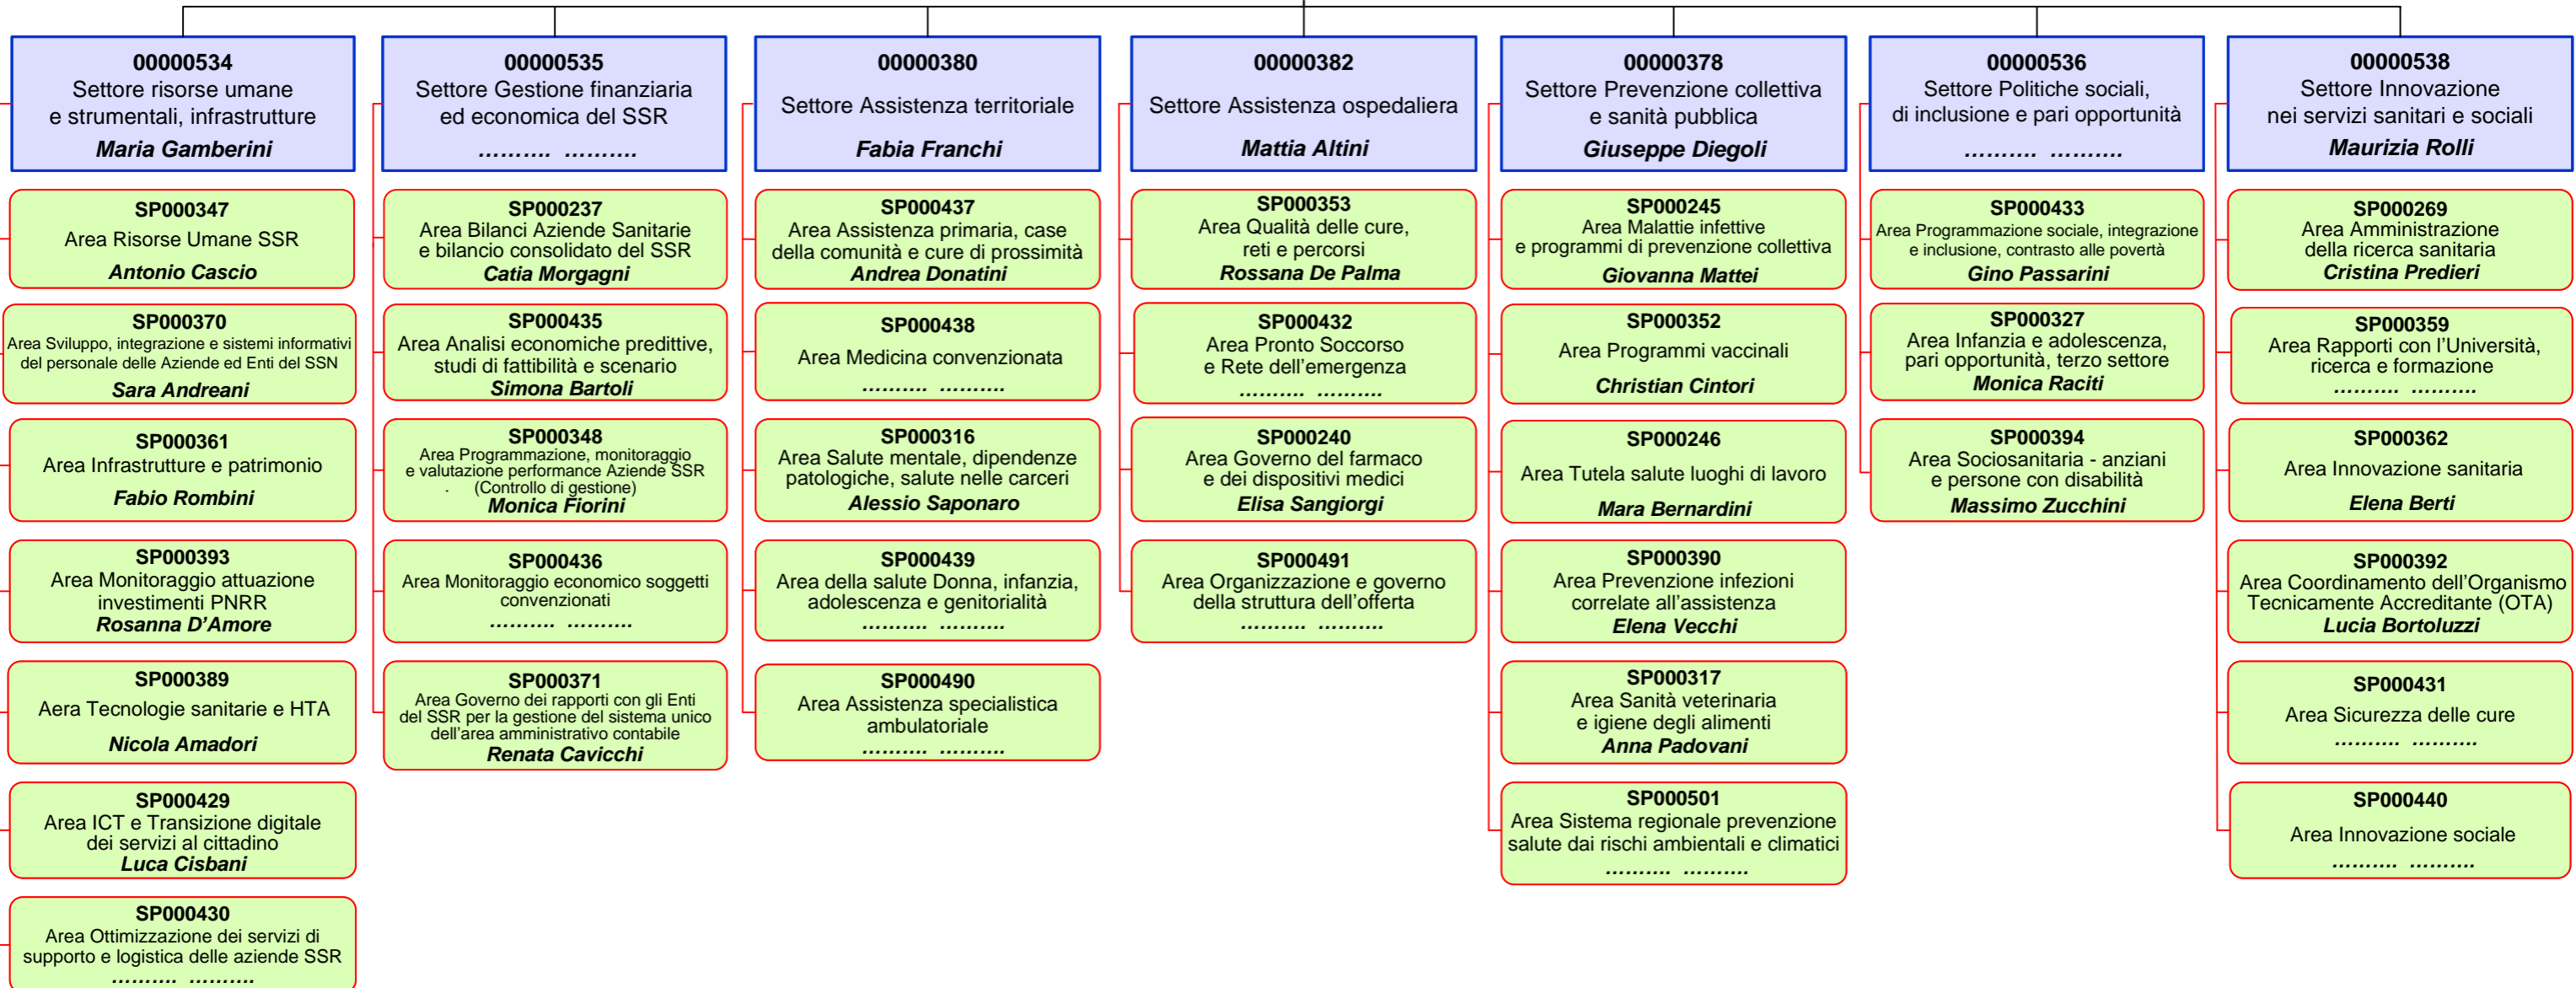 00000534
Settore risorse umane
e strumentali, infrastrutture
Maria Gamberini
SP000347
Area Risorse Umane SSR
Antonio Cascio
SP000370
Area Sviluppo, integrazione e sistemi informativi
del personale delle Aziende ed Enti del SSN
Sara Andreani
SP000361
Area Infrastrutture e patrimonio
Fabio Rombini
SP000393
Area Monitoraggio attuazione
investimenti PNRR
Rosanna D'Amore
SP000389
Aera Tecnologie sanitarie e HTA
Nicola Amadori
SP000429
Area ICT e Transizione digitale
dei servizi al cittadino
Luca Cisbani
SP000430
Area Ottimizzazione dei servizi di
supporto e logistica delle aziende SSR
………. ……….
00000535
Settore Gestione finanziaria
ed economica del SSR
………. ……….
SP000237
Area Bilanci Aziende Sanitarie
e bilancio consolidato del SSR
Catia Morgagni
SP000435
Area Analisi economiche predittive,
studi di fattibilità e scenario
Simona Bartoli
SP000348
Area Programmazione, monitoraggio
e valutazione performance Aziende SSR
. (Controllo di gestione)
Monica Fiorini
SP000436
Area Monitoraggio economico soggetti
convenzionati
………. ……….
SP000371
Area Governo dei rapporti con gli Enti
del SSR per la gestione del sistema unico
dell'area amministrativo contabile
Renata Cavicchi
00000380
Settore Assistenza territoriale
Fabia Franchi
SP000437
Area Assistenza primaria, case
della comunità e cure di prossimità
Andrea Donatini
SP000438
Area Medicina convenzionata
………. ……….
SP000316
Area Salute mentale, dipendenze
patologiche, salute nelle carceri
Alessio Saponaro
SP000439
Area della salute Donna, infanzia,
adolescenza e genitorialità
………. ……….
SP000490
Area Assistenza specialistica
ambulatoriale
………. ……….
00000382
Settore Assistenza ospedaliera
Mattia Altini
SP000353
Area Qualità delle cure,
reti e percorsi
Rossana De Palma
SP000432
Area Pronto Soccorso
e Rete dell'emergenza
………. ……….
SP000240
Area Governo del farmaco
e dei dispositivi medici
Elisa Sangiorgi
SP000491
Area Organizzazione e governo
della struttura dell'offerta
………. ……….
00000378
Settore Prevenzione collettiva
e sanità pubblica
Giuseppe Diegoli
SP000245
Area Malattie infettive
e programmi di prevenzione collettiva
Giovanna Mattei
SP000352
Area Programmi vaccinali
Christian Cintori
SP000246
Area Tutela salute luoghi di lavoro
Mara Bernardini
SP000390
Area Prevenzione infezioni
correlate all'assistenza
Elena Vecchi
SP000317
Area Sanità veterinaria
e igiene degli alimenti
Anna Padovani
SP000501
Area Sistema regionale prevenzione
salute dai rischi ambientali e climatici
………. ……….
00000536
Settore Politiche sociali,
di inclusione e pari opportunità
………. ……….
SP000433
Area Programmazione sociale, integrazione
e inclusione, contrasto alle povertà
Gino Passarini
SP000327
Area Infanzia e adolescenza,
pari opportunità, terzo settore
Monica Raciti
SP000394
Area Sociosanitaria - anziani
e persone con disabilità
Massimo Zucchini
00000538
Settore Innovazione
nei servizi sanitari e sociali
Maurizia Rolli
SP000269
Area Amministrazione
della ricerca sanitaria
Cristina Predieri
SP000359
Area Rapporti con l'Università,
ricerca e formazione
………. ……….
SP000362
Area Innovazione sanitaria
Elena Berti
SP000392
Area Coordinamento dell'Organismo
Tecnicamente Accreditante (OTA)
Lucia Bortoluzzi
SP000431
Area Sicurezza delle cure
………. ……….
SP000440
Area Innovazione sociale
………. ……….